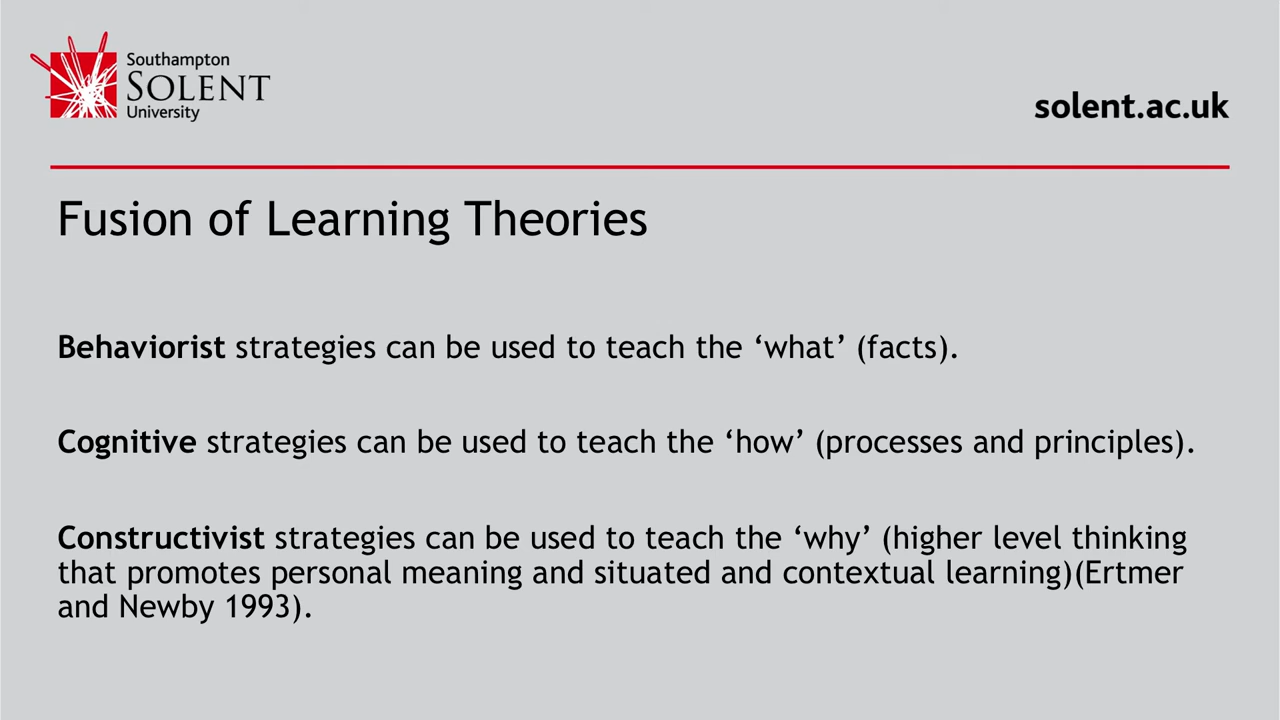 Southampton
SOLENT
University
solent.ac.uk
Fusion of Learning Theories
Behaviorist strategies can be used to teach the ‘what’ (facts).
Cognitive strategies can be used to teach the ‘how’ (processes and principles).
Constructivist strategies can be used to teach the ‘why’ (higher level thinking
that promotes personal meaning and situated and contextual learning)(Ertmer
and Newby 1993).